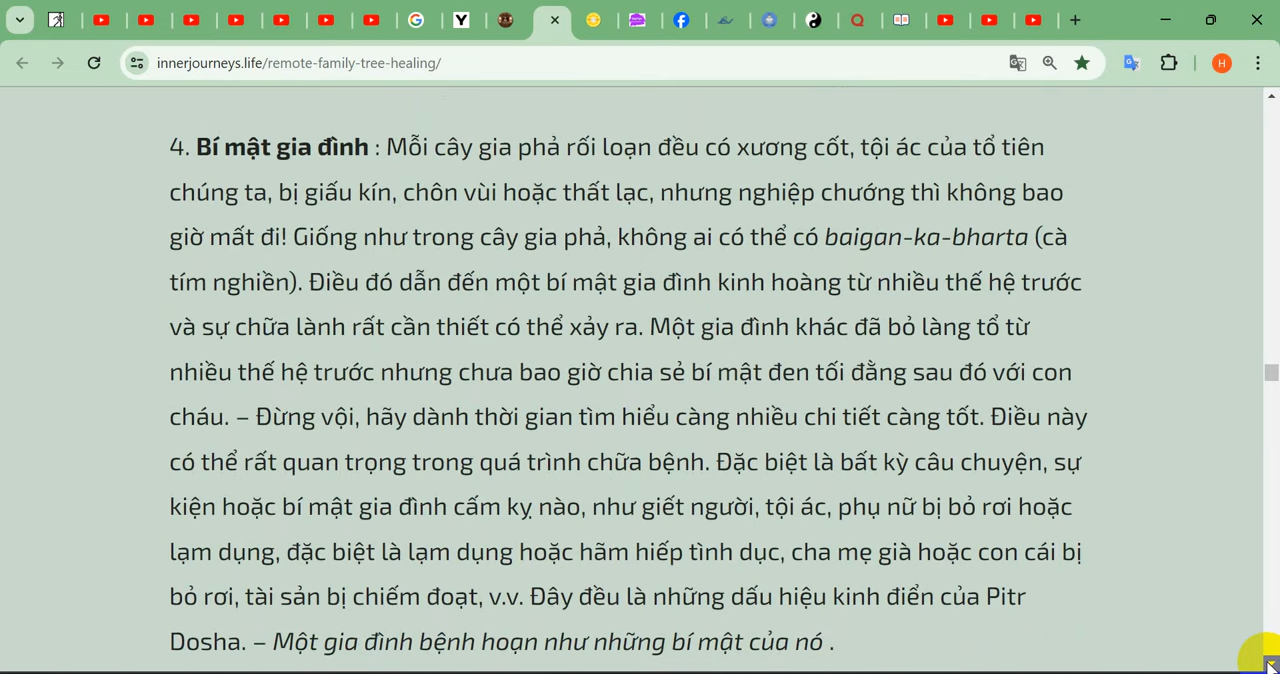 innerjourneys.life/remote-family-tree-healing/
H
4. Bí mật gia đình : Mỗi cây gia phả rối loạn đều có xương cốt, tội ác của tổ tiên
chúng ta, bị giấu kín, chôn vùi hoặc thất lạc, nhưng nghiệp chướng thì không bao
giờ mất đi! Giống như trong cây gia phả, không ai có thể có baigan-ka-bharta (cà
tím nghiền). Điều đó dẫn đến một bí mật gia đình kinh hoàng từ nhiều thế hệ trước
và sự chữa lành rất cần thiết có thể xảy ra. Một gia đình khác đã bỏ làng tổ từ
nhiều thế hệ trước nhưng chưa bao giờ chia sẻ bí mật đen tối đằng sau đó với con
cháu. – Đừng vội, hãy dành thời gian tìm hiểu càng nhiều chi tiết càng tốt. Điều này
có thể rất quan trọng trong quá trình chữa bệnh. Đặc biệt là bất kỳ câu chuyện, sự
kiện hoặc bí mật gia đình cấm kỵ nào, như giết người, tội ác, phụ nữ bị bỏ rơi hoặc
lạm dụng, đặc biệt là lạm dụng hoặc hãm hiếp tình dục, cha mẹ già hoặc con cái bị
bỏ rơi, tài sản bị chiếm đoạt, v.v. Đây đều là những dấu hiệu kinh điển của Pitr
Dosha. – Một gia đình bệnh hoạn như những bí mật của nó .